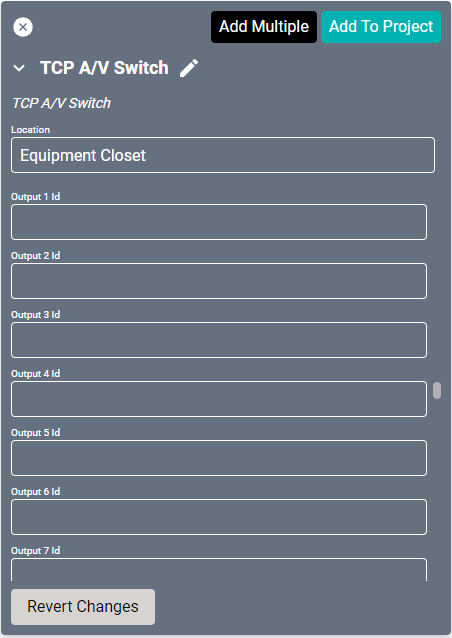 Add Multiple
Add To Project
TCP A/V Switch
TCP A/V Switch
Location
Equipment Closet
Output 1 Id
Output 2 Id
Output 3 Id
Output 4 Id
Output 5 Id
Output 6 Id
Output 7 Id
Revert Changes